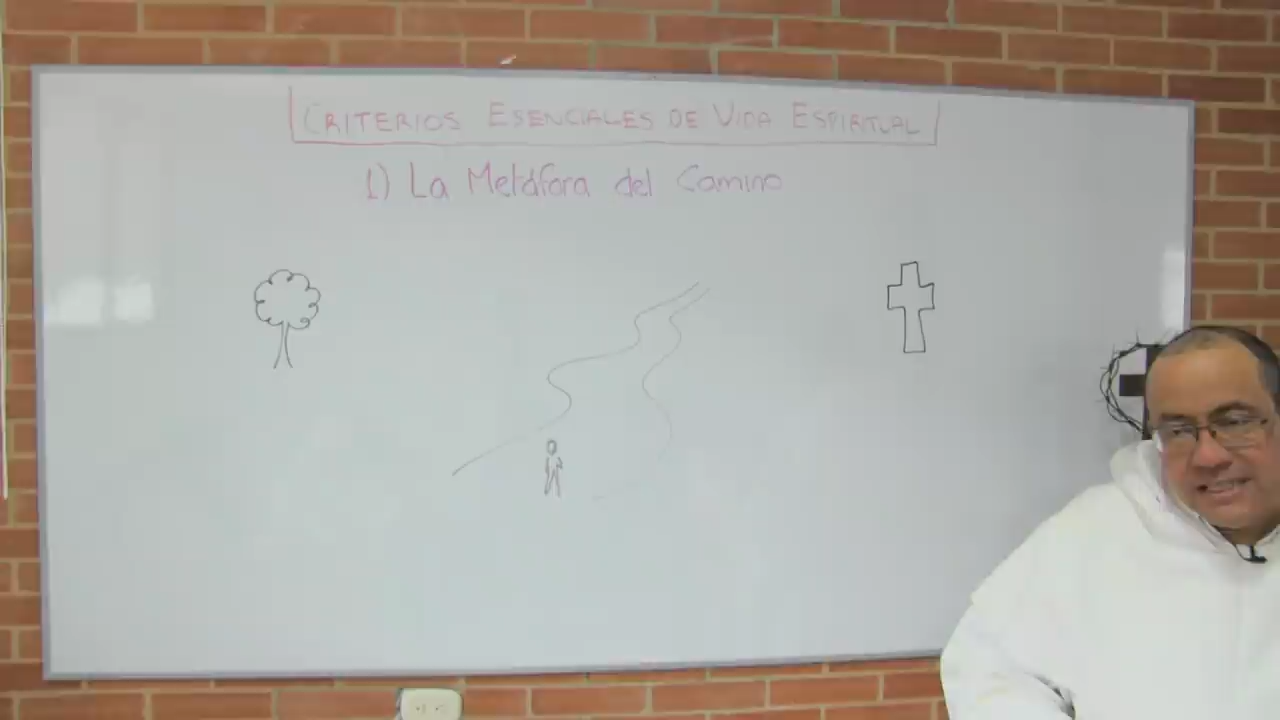 CRITERIOS ESENCIALES DE VIDA ESPIRITUAL
1) La Metáfora del Camino